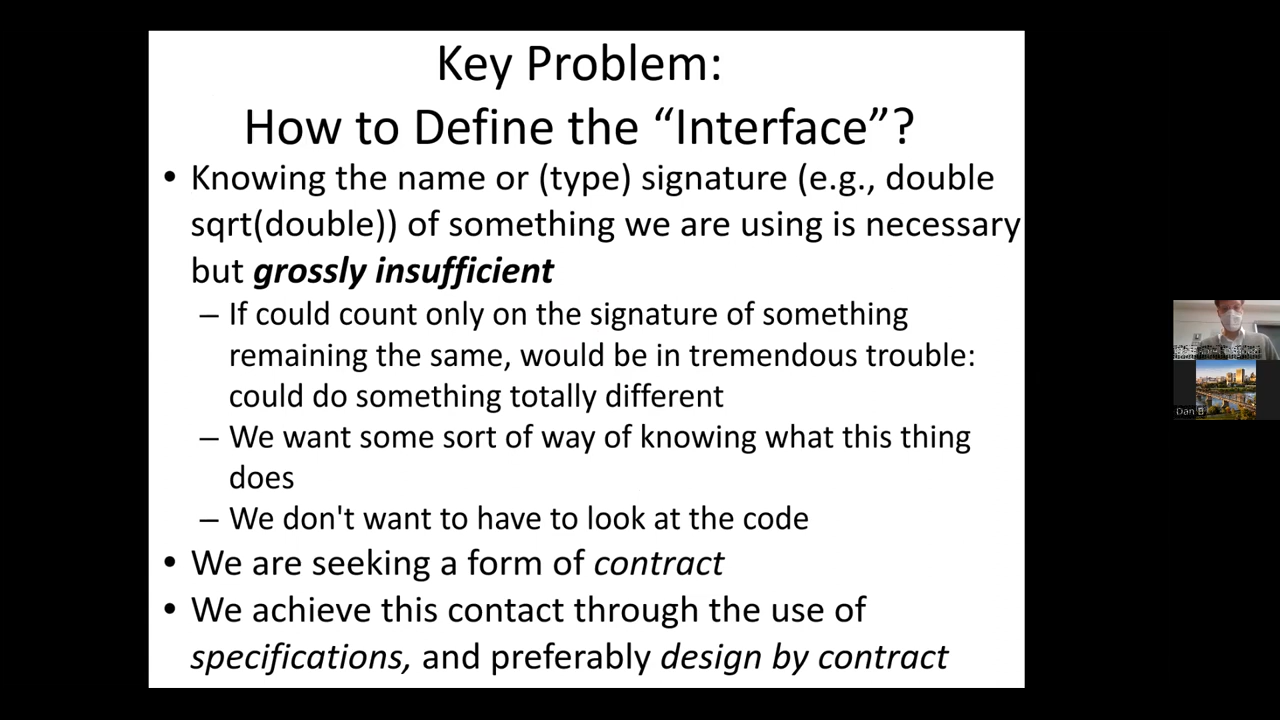 Key Problem:
How to Define the “Interface”?
• Knowing the name or (type) signature (e.g., double
sqrt(double)) of something we are using is necessary
but grossly insufficient
– If could count only on the signature of something
remaining the same, would be in tremendous trouble:
could do something totally different
– We want some sort of way of knowing what this thing
does
– We don't want to have to look at the code
• We are seeking a form of contract
• We achieve this contact through the use of
specifications, and preferably design by contract